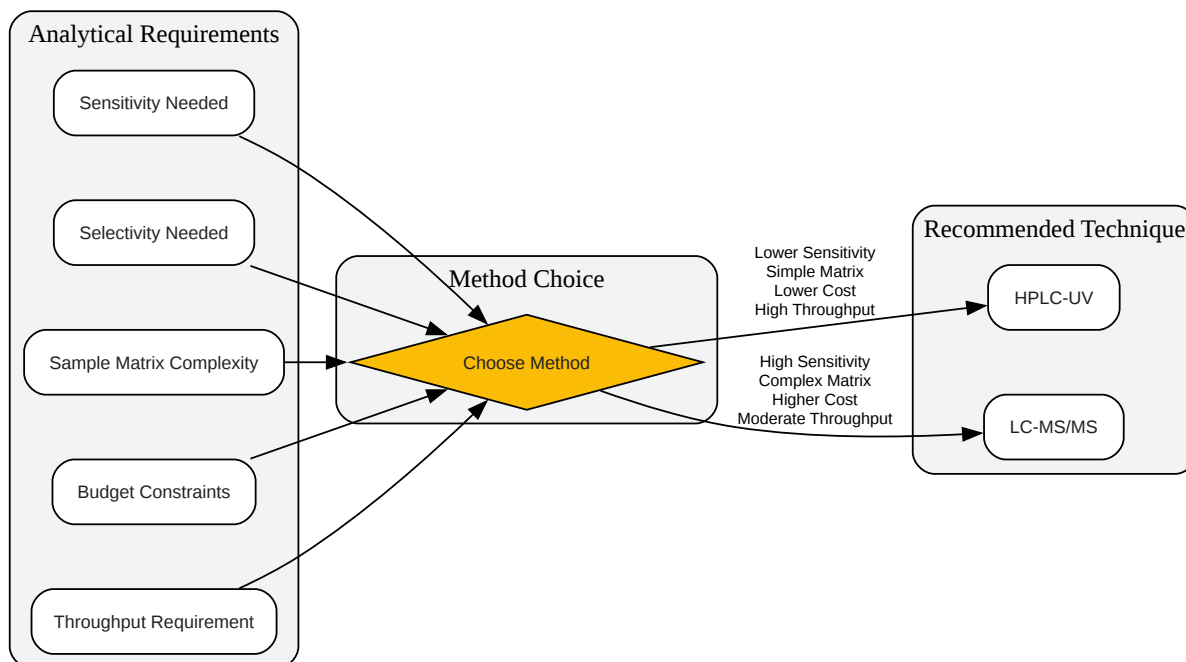 Analytical Requirements
Sensitivity Needed
Selectivity Needed
Sample Matrix Complexity
Budget Constraints
Throughput Requirement
Method Choice
Choose Method
Lower Sensitivity
Simple Matrix
Lower Cost
High Throughput
High Sensitivity
Complex Matrix
Higher Cost
Moderate Throughput
Recommended Technique
HPLC-UV
LC-MS/MS